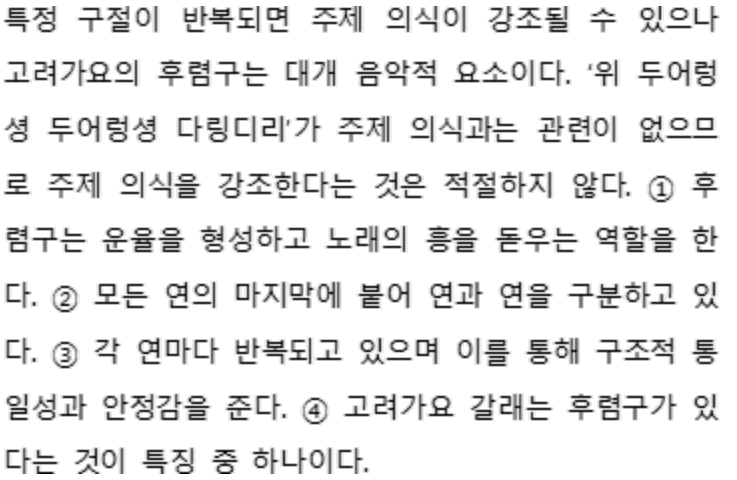 특정 구절이 반복되면 주제 의식이 강조될 수 있으나
고려가요의 후렴구는 대개 음악적 요소이다. ‘위 두어렁
셩 두어렁셩 다링디리’가 주제 의식과는 관련이 없으므
로 주제 의식을 강조한다는 것은 적절하지 않다. ① 후
렴구는 운율을 형성하고 노래의 흥을 돋우는 역할을 한
다. ② 모든 연의 마지막에 붙어 연과 연을 구분하고 있
다. ③ 각 연마다 반복되고 있으며 이를 통해 구조적 통
일성과 안정감을 준다. ④ 고려가요 갈래는 후렴구가 있
다는 것이 특징 중 하나이다.